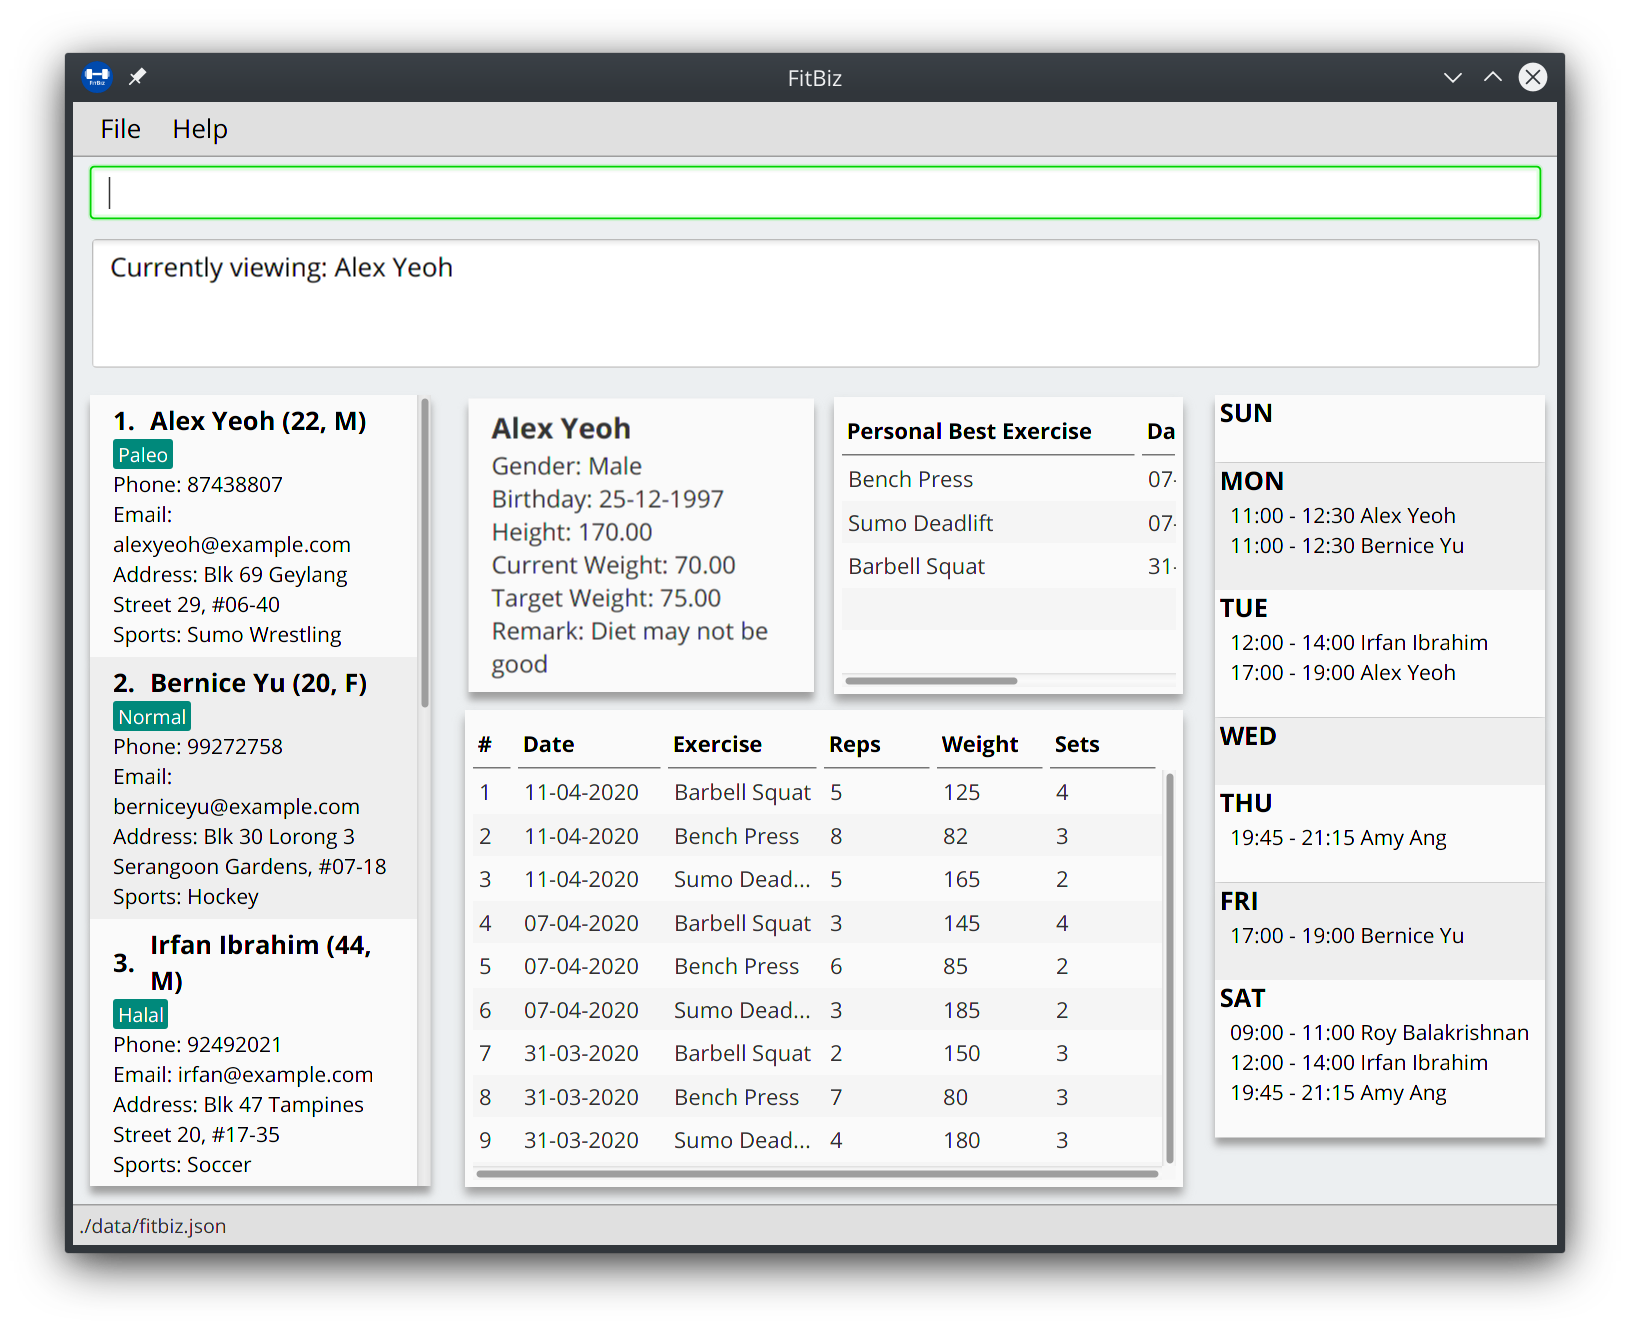 FitBiz
FitBiz
File Help
Currently viewing: Alex Yeoh
1. Alex Yeoh (22, M)
Paleo
Phone: 87438807
Email:
alexyeoh@example.com
Address: Blk 69 Geylang
Street 29, #06-40
Sports: Sumo Wrestling
2. Bernice Yu (20, F)
Normal
Phone: 99272758
Email:
berniceyu@example.com
Address: Blk 30 Lorong 3
Serangoon Gardens, #07-18
Sports: Hockey
3. Irfan Ibrahim (44,
M)
Halal
Phone: 92492021
Email: irfan@example.com
Address: Blk 47 Tampines
Street 20, #17-35
Sports: Soccer
Alex Yeoh
Gender: Male
Birthday: 25-12-1997
Height: 170.00
Current Weight: 70.00
Target Weight: 75.00
Remark: Diet may not be
good
Personal Best Exercise Da
Bench Press 07-
Sumo Deadlift 07-
Barbell Squat 31-
# Date Exercise Reps Weight Sets
1 11-04-2020 Barbell Squat 5 125 4
2 11-04-2020 Bench Press 8 82 3
3 11-04-2020 Sumo Dead... 5 165 2
4 07-04-2020 Barbell Squat 3 145 4
5 07-04-2020 Bench Press 6 85 2
6 07-04-2020 Sumo Dead... 3 185 2
7 31-03-2020 Barbell Squat 2 150 3
8 31-03-2020 Bench Press 7 80 3
9 31-03-2020 Sumo Dead... 4 180 3
SUN
MON
11:00 - 12:30 Alex Yeoh
11:00 - 12:30 Bernice Yu
TUE
12:00 - 14:00 Irfan Ibrahim
17:00 - 19:00 Alex Yeoh
WED
THU
19:45 - 21:15 Amy Ang
FRI
17:00 - 19:00 Bernice Yu
SAT
09:00 - 11:00 Roy Balakrishnan
12:00 - 14:00 Irfan Ibrahim
19:45 - 21:15 Amy Ang
./data/fitbiz.json